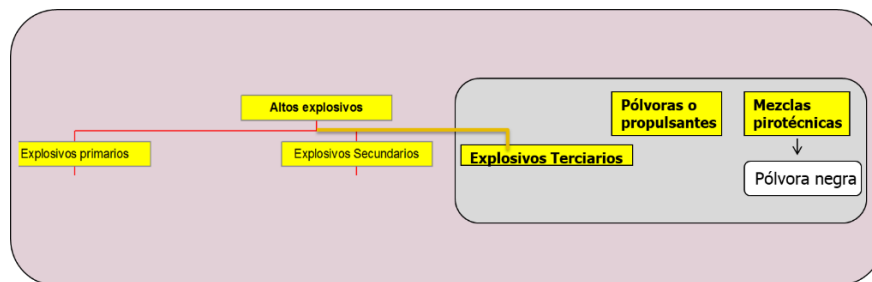 Altos explosivos
Pólvoras o
propulsantes
Mezclas
pirotécnicas
Explosivos primarios
Explosivos Secundarios
Explosivos Terciarios
Pólvora negra